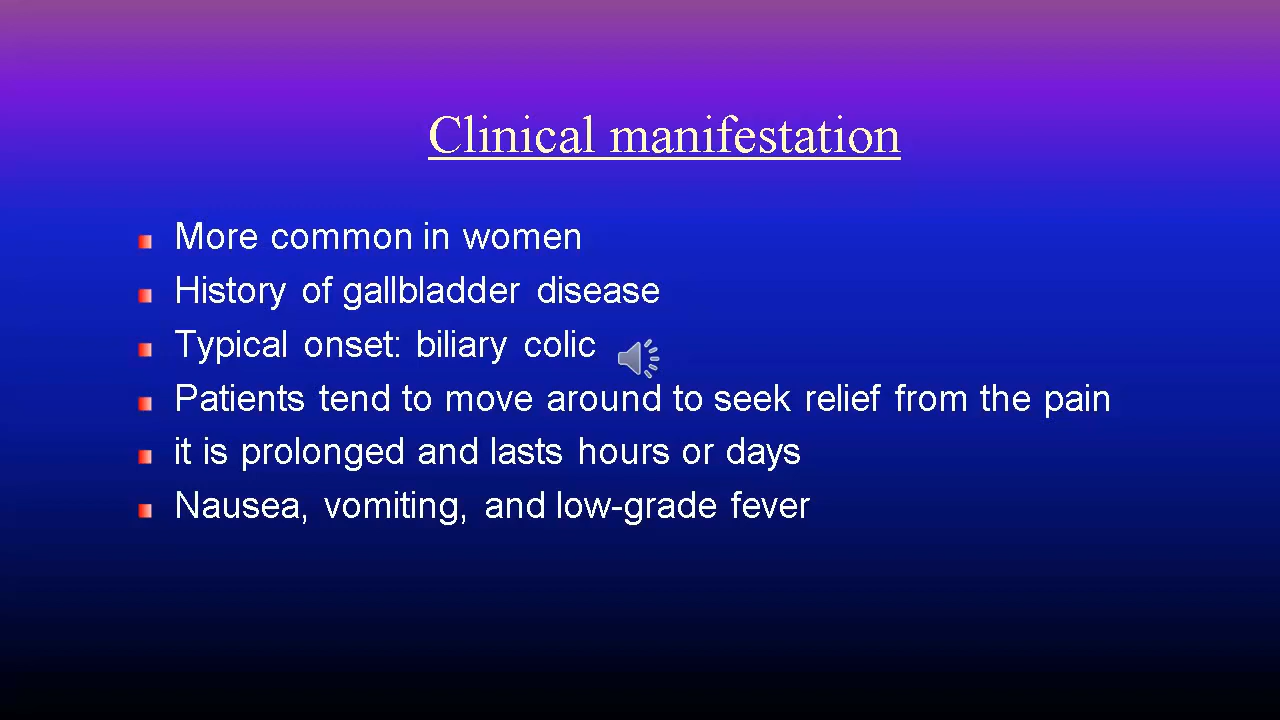 Clinical manifestation
More common in women
History of gallbladder disease
Typical onset: biliary colic
Patients tend to move around to seek relief from the pain
it is prolonged and lasts hours or days
Nausea, vomiting, and low-grade fever